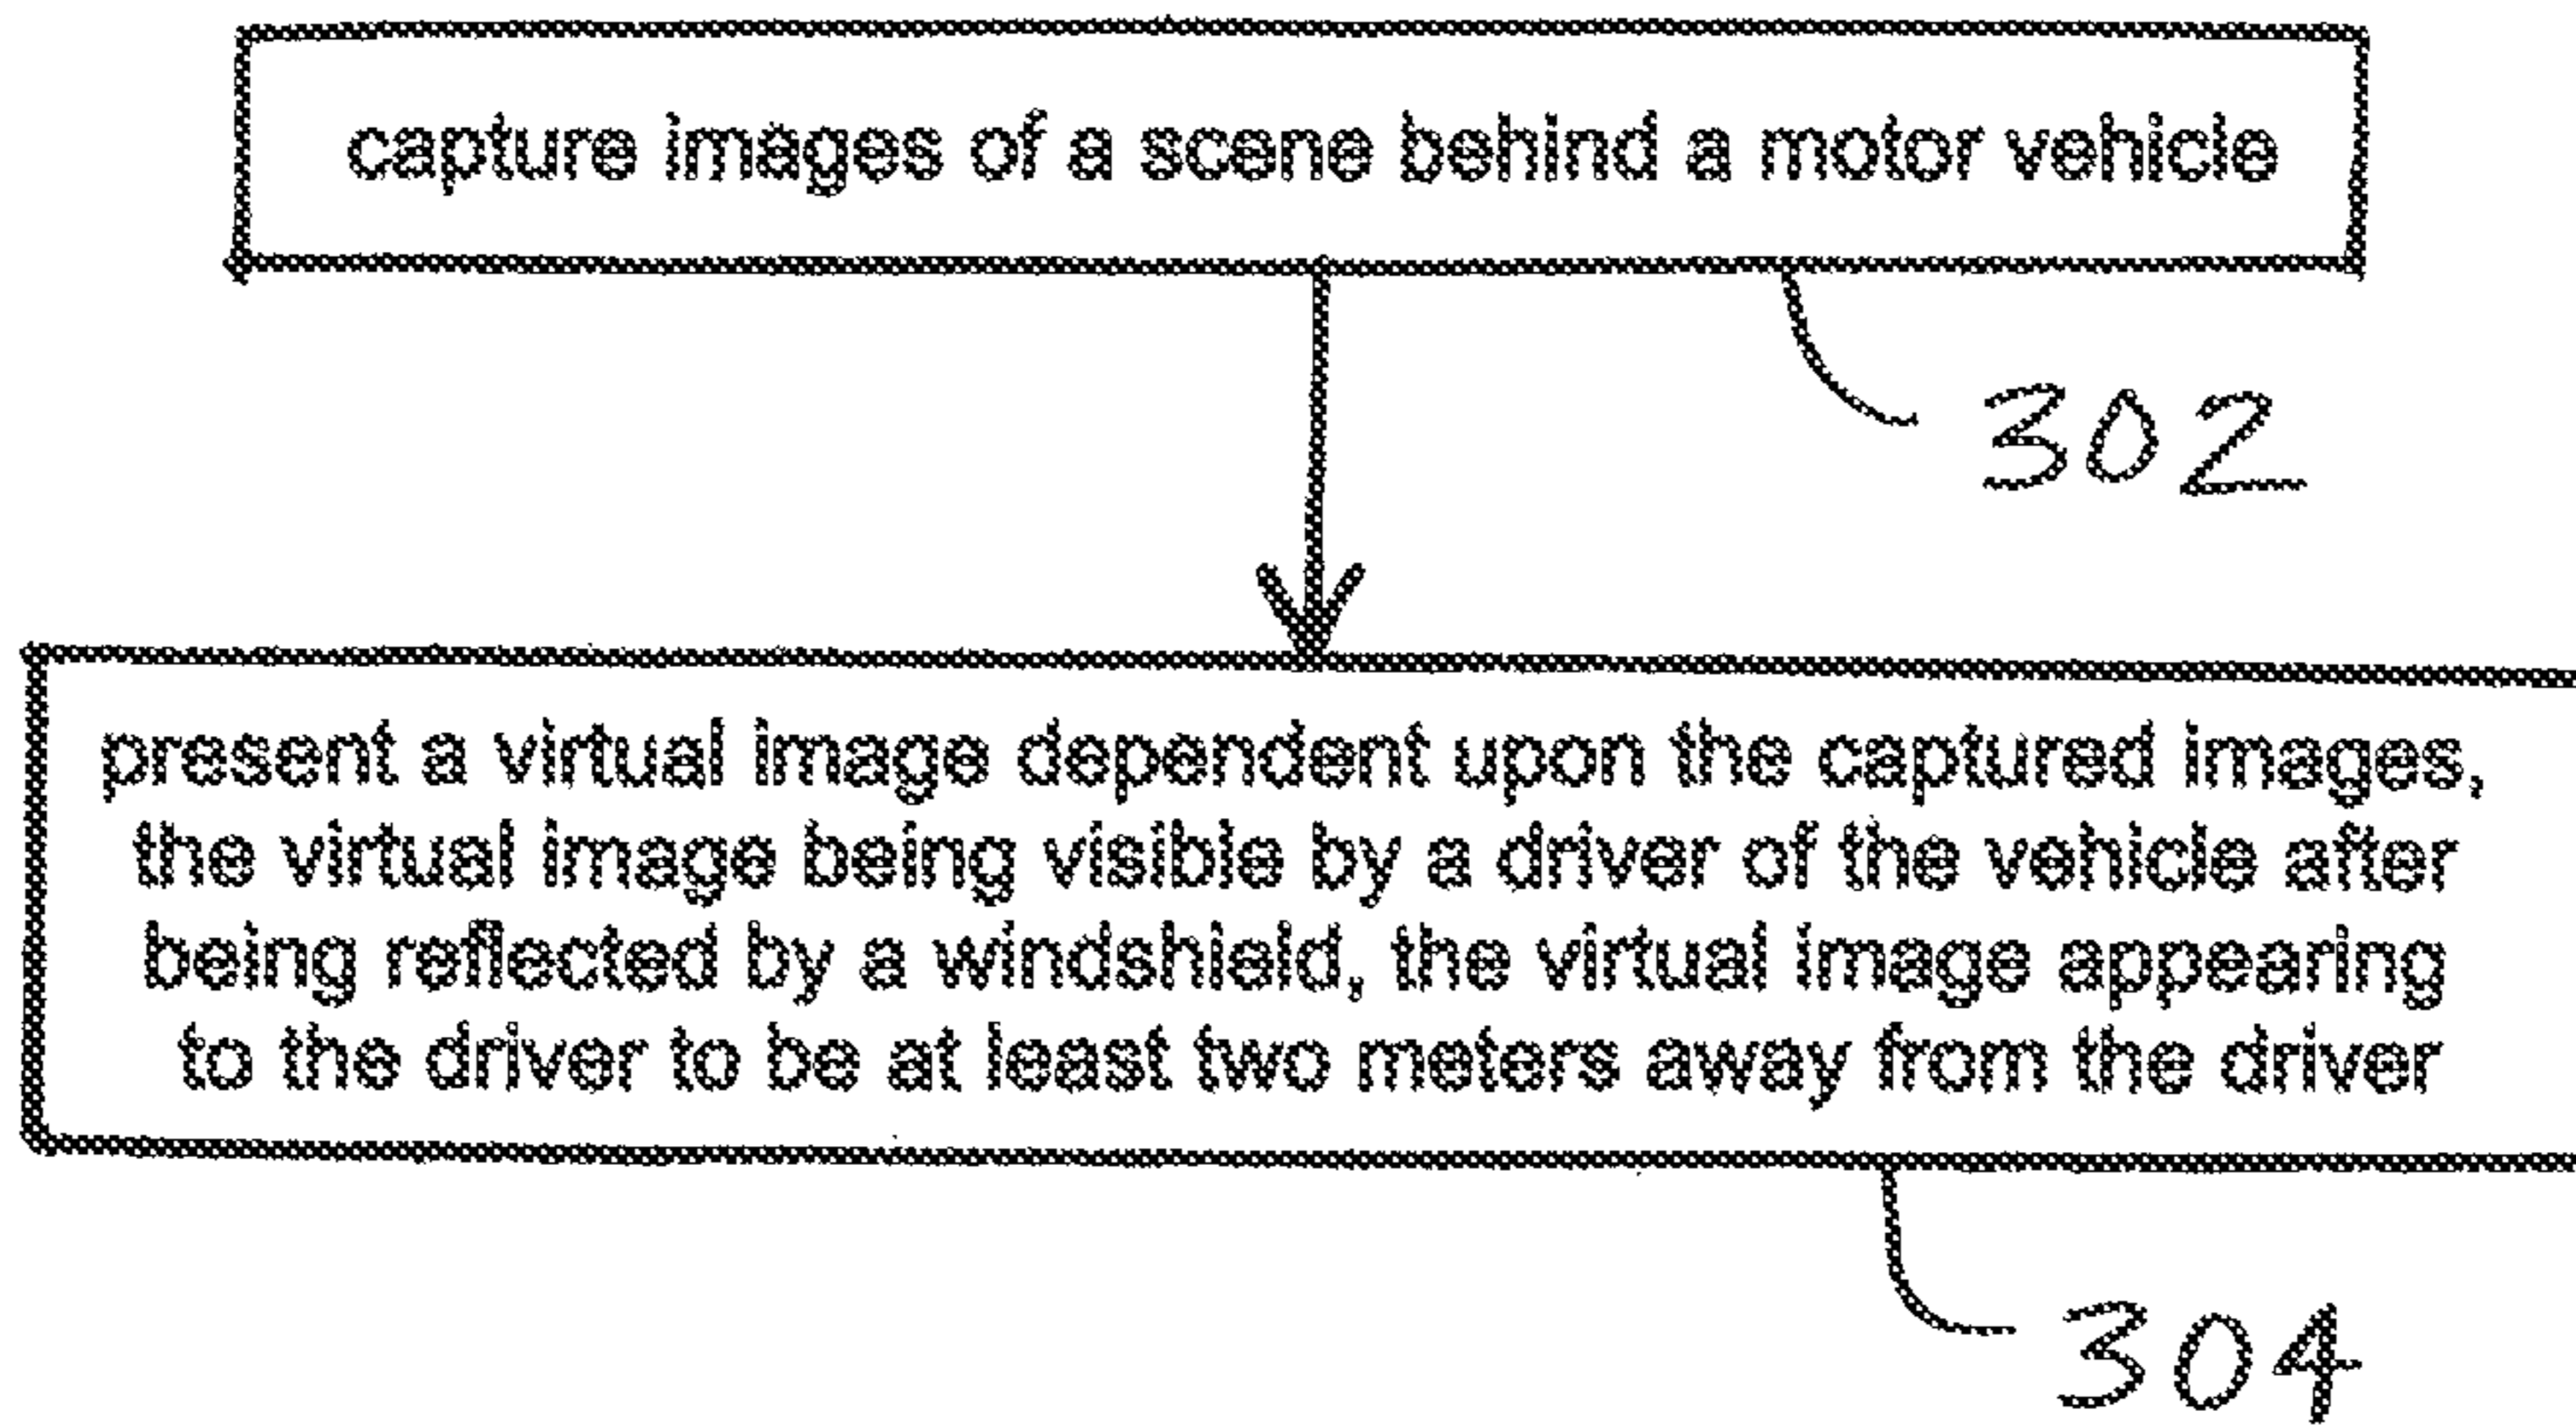 capture images of a scene behind a motor vehicle
302
present a virtual image dependent upon the captured images,
the virtual image being visible by a driver of the vehicle after
being reflected by a windshield, the virtual image appearing
to the driver to be at least two meters away from the driver
304